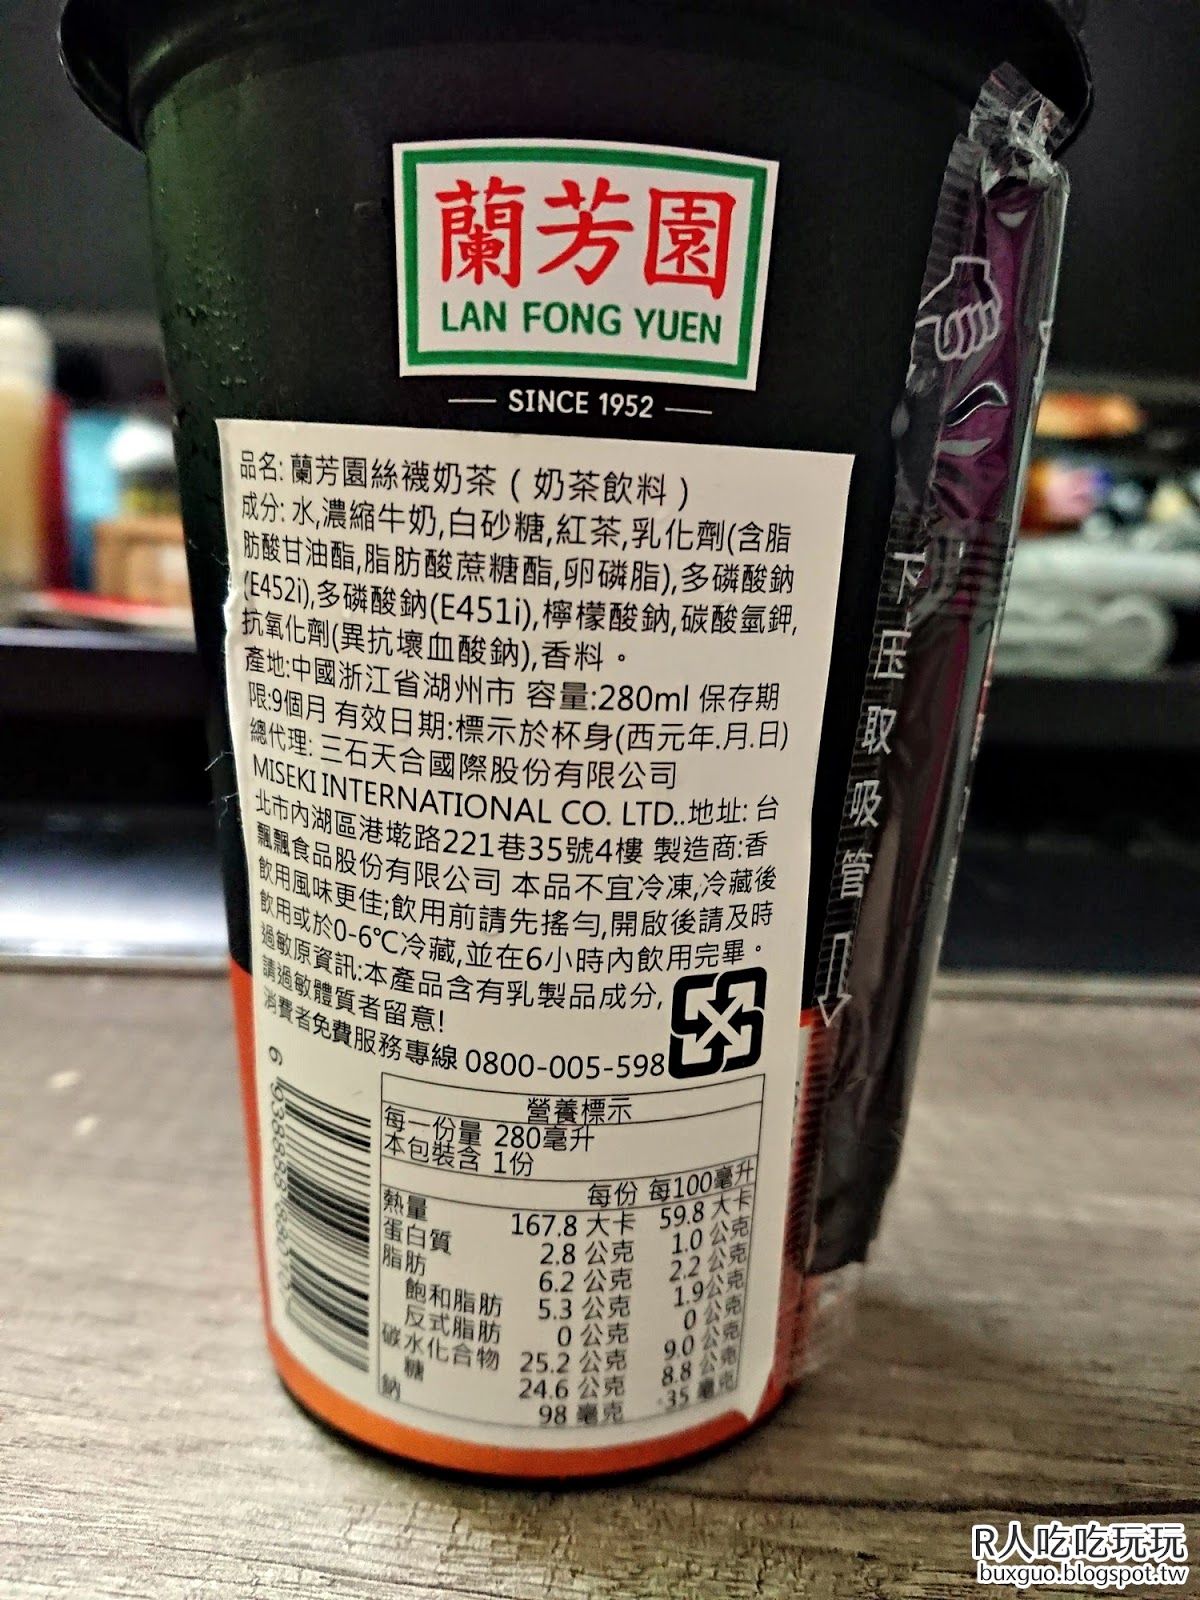 蘭芳園
LAN FONG YUEN
SINCE 1952
品名: 蘭芳園絲襪奶茶（奶茶飲料）
成分: 水,濃縮牛奶,白砂糖,紅茶,乳化劑(含脂
肪酸甘油酯,脂肪酸蔗糖酯,卵磷脂),多磷酸鈉
(E452i),多磷酸鈉(E451i),檸檬酸鈉,碳酸氫鉀,
抗氧化劑(異抗壞血酸鈉),香料。
產地:中國浙江省湖州市 容量:280ml 保存期
限:9個月 有效日期:標示於杯身(西元年.月.日)
總代理: 三石天合國際股份有限公司
MISEKI INTERNATIONAL CO. LTD..地址: 台
北市內湖區港墘路221巷35號4樓 製造商:香
飄飄食品股份有限公司 本品不宜冷凍,冷藏後
飲用風味更佳;飲用前請先搖勻,開啟後請及時
飲用或於0-6℃冷藏,並在6小時內飲用完畢。
過敏原資訊:本產品含有乳製品成分,
請過敏體質者留意!
消費者免費服務專線 0800-005-598
營養標示
每一份量 280毫升
本包裝含 1份
每份 每100毫升
熱量 167.8 大卡 59.8 大卡
蛋白質 2.8 公克 1.0 公克
脂肪 6.2 公克 2.2 公克
飽和脂肪 5.3 公克 1.9 公克
反式脂肪 0 公克 0 公克
碳水化合物 25.2 公克 9.0 公克
糖 24.6 公克 8.8 公克
鈉 98 毫克 35 毫克
下压取吸管
R人吃吃玩玩
buxguo.blogspot.tw